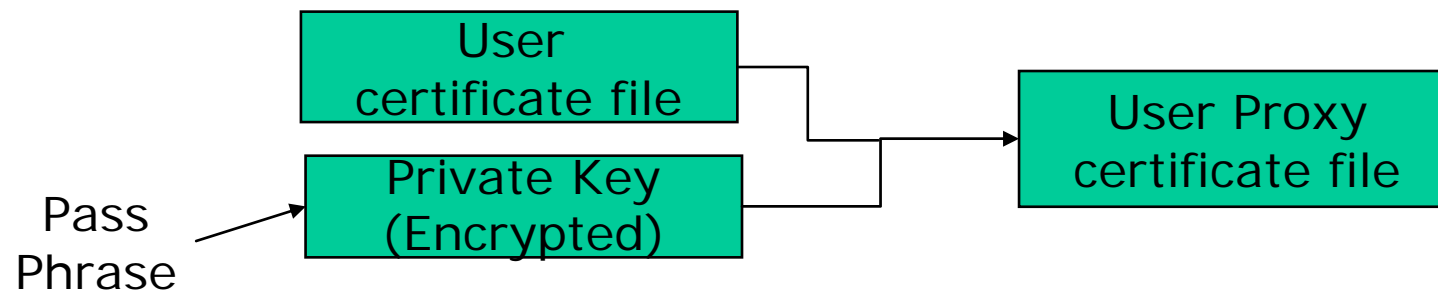 User
certificate file
User Proxy
certificate file
Private Key
(Encrypted)
Pass
Phrase